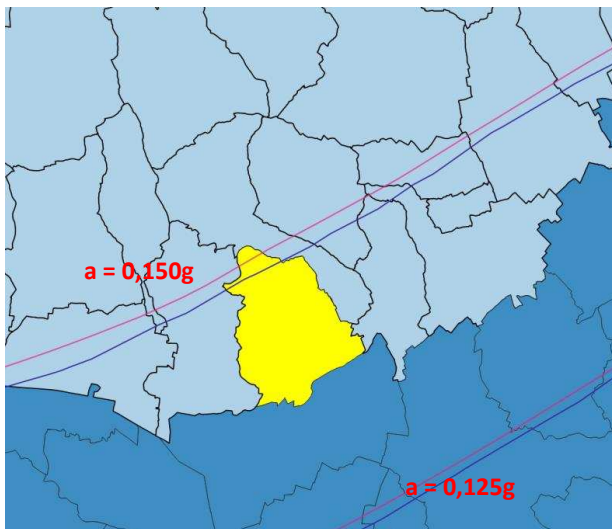 a = 0,150g
a = 0,125g